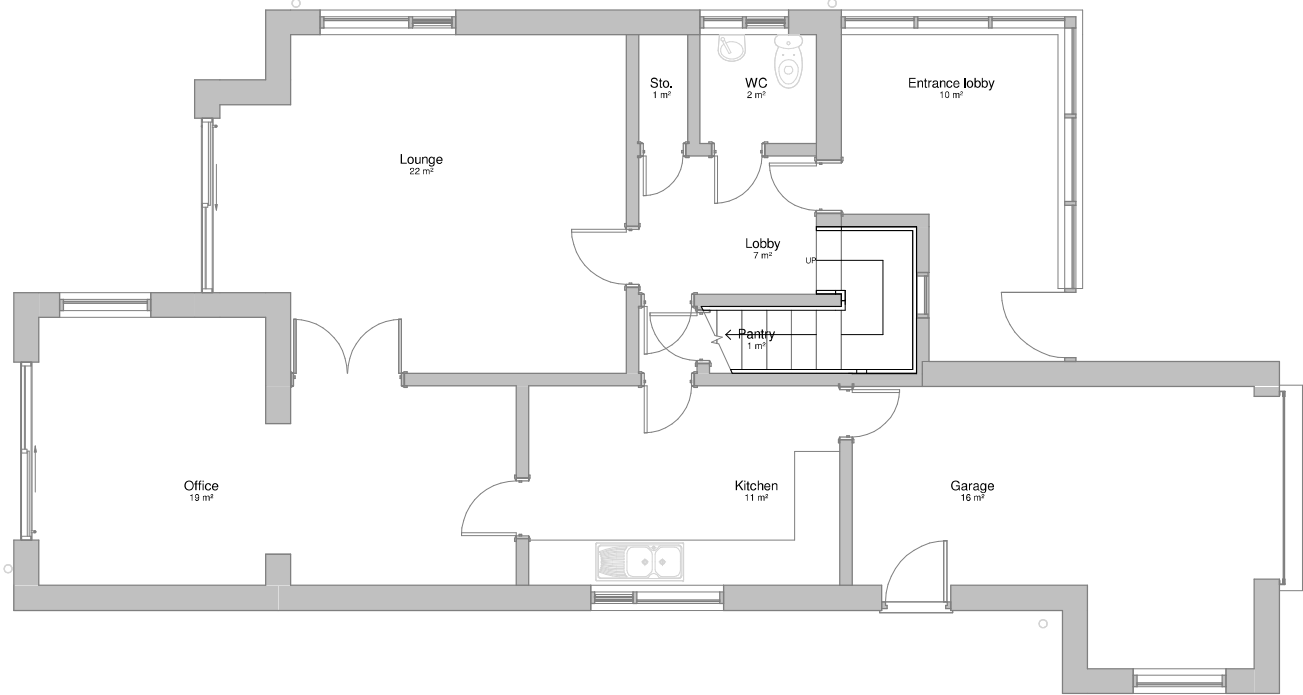 Sto.
1 m²
WC
2 m²
Entrance lobby
10 m²
Lounge
22 m²
Lobby
7 m²
UP
Pantry
1 m²
Office
19 m²
Kitchen
11 m²
Garage
16 m²